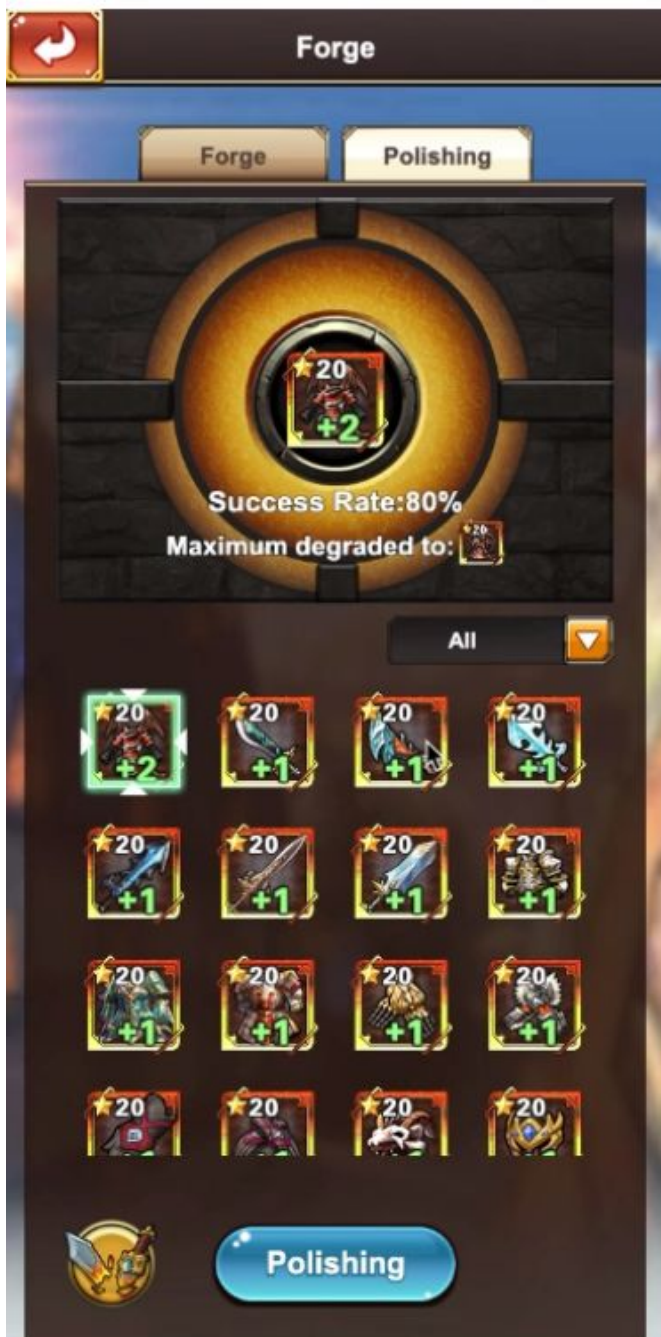 Forge
Forge Polishing
20
+2
Success Rate:80%
Maximum degraded to: 20
All
20 20 20 20
+2 +1 +1 +1
20 20 20 20
+1 +1 +1 +1
20 20 20 20
+1 +1 +1 +1
20 20 20 20
Polishing